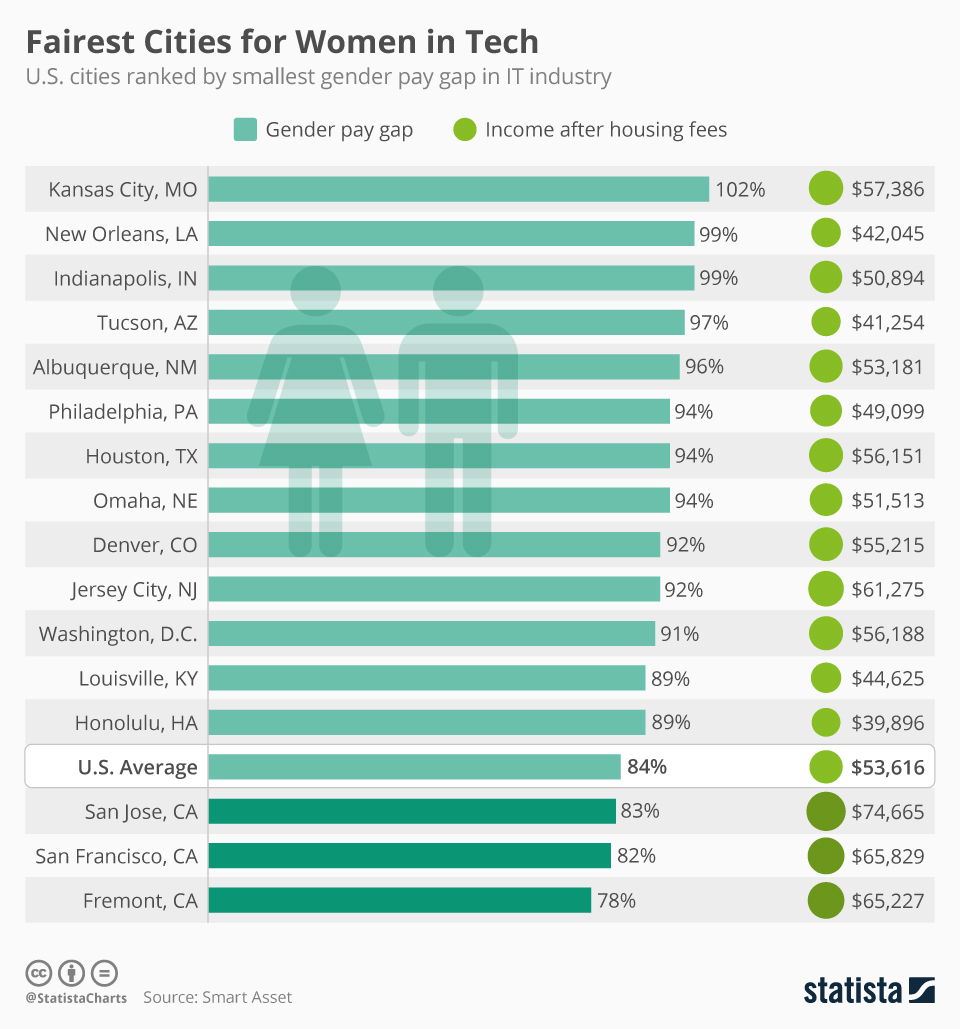 Fairest Cities for Women in Tech
U.S. cities ranked by smallest gender pay gap in IT industry
Gender pay gap Income after housing fees
Kansas City, MO 102% $57,386
New Orleans, LA 99% $42,045
Indianapolis, IN 99% $50,894
Tucson, AZ 97% $41,254
Albuquerque, NM 96% $53,181
Philadelphia, PA 94% $49,099
Houston, TX 94% $56,151
Omaha, NE 94% $51,513
Denver, CO 92% $55,215
Jersey City, NJ 92% $61,275
Washington, D.C. 91% $56,188
Louisville, KY 89% $44,625
Honolulu, HA 89% $39,896
U.S. Average 84% $53,616
San Jose, CA 83% $74,665
San Francisco, CA 82% $65,829
Fremont, CA 78% $65,227
cc =
@StatistaCharts Source: Smart Asset
statista